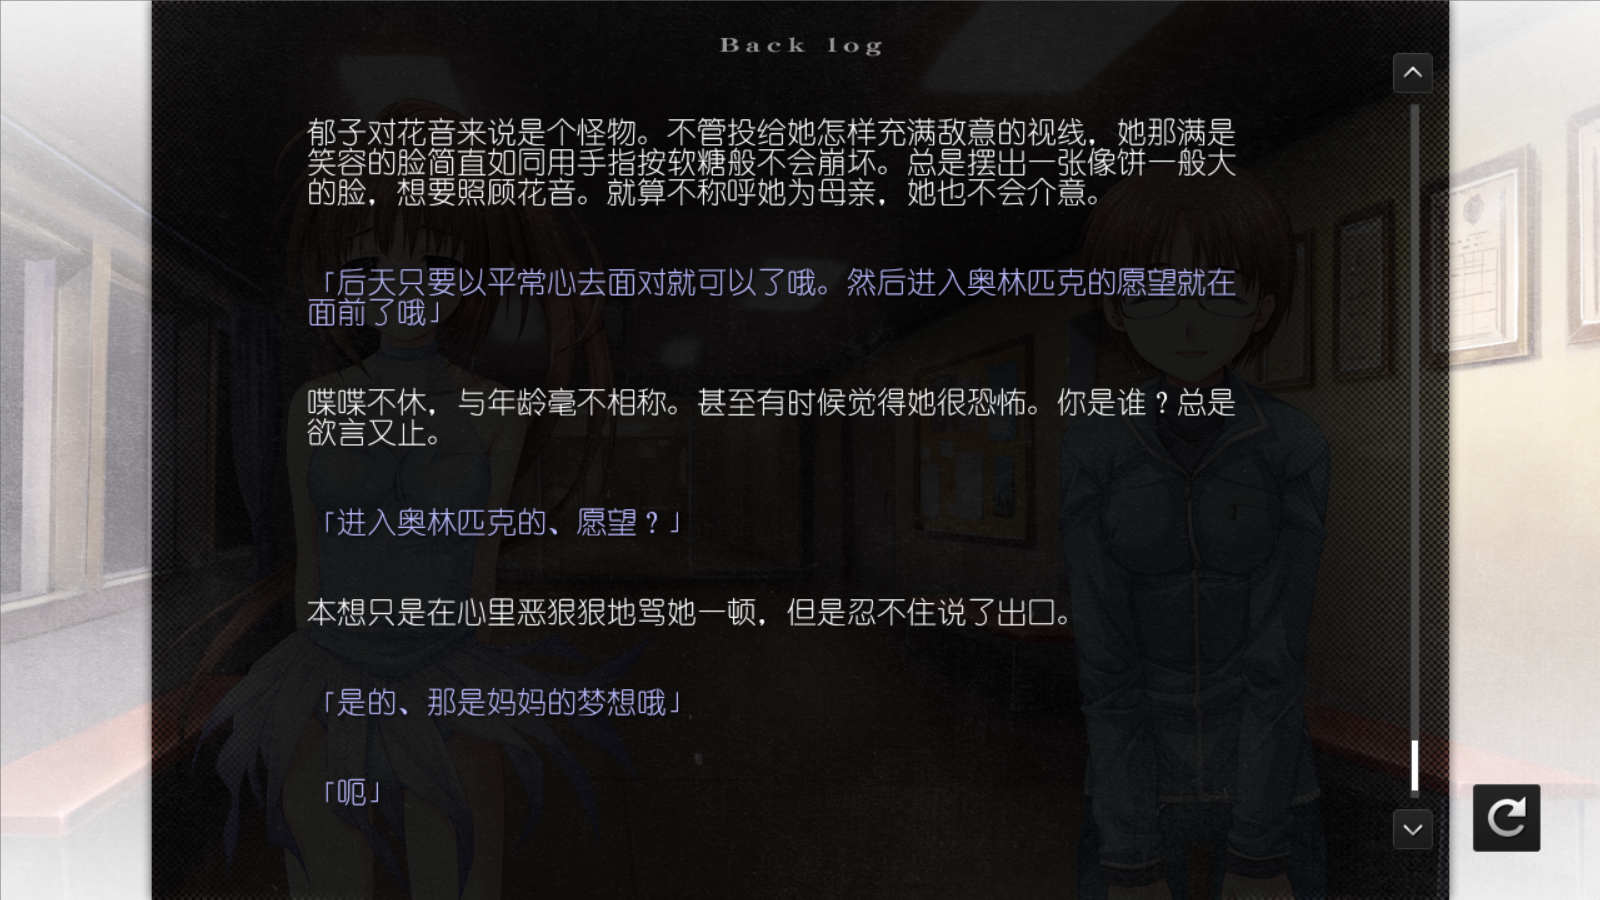 Back log
郁子对花音来说是个怪物。不管投给她怎样充满敌意的视线，她那满是
笑容的脸简直如同用手指按软糖般不会崩坏。总是摆出一张像饼一般大
的脸，想要照顾花音。就算不称呼她为母亲，她也不会介意。
「后天只要以平常心去面对就可以了哦。然后进入奥林匹克的愿望就在
面前了哦」
喋喋不休，与年龄毫不相称。甚至有时候觉得她很恐怖。你是谁？总是
欲言又止。
「进入奥林匹克的、愿望？」
本想只是在心里恶狠狠地骂她一顿，但是忍不住说了出口。
「是的、那是妈妈的梦想哦」
「呃」